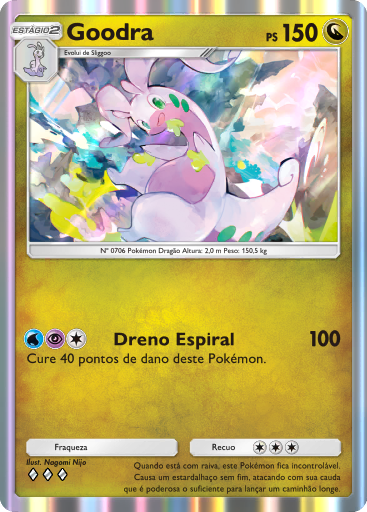 ESTÁGIO 2
Goodra
PS 150
Evolui de Sliggoo
Nº 0706 Pokémon Dragão Altura: 2,0 m Peso: 150,5 kg
Dreno Espiral 100
Cure 40 pontos de dano deste Pokémon.
Fraqueza
Recuo
Ilust. Nagomi Nijo
Quando está com raiva, este Pokémon fica incontrolável.
Causa um estardalhaço sem fim, atacando com sua cauda
que é poderosa o suficiente para lançar um caminhão longe.